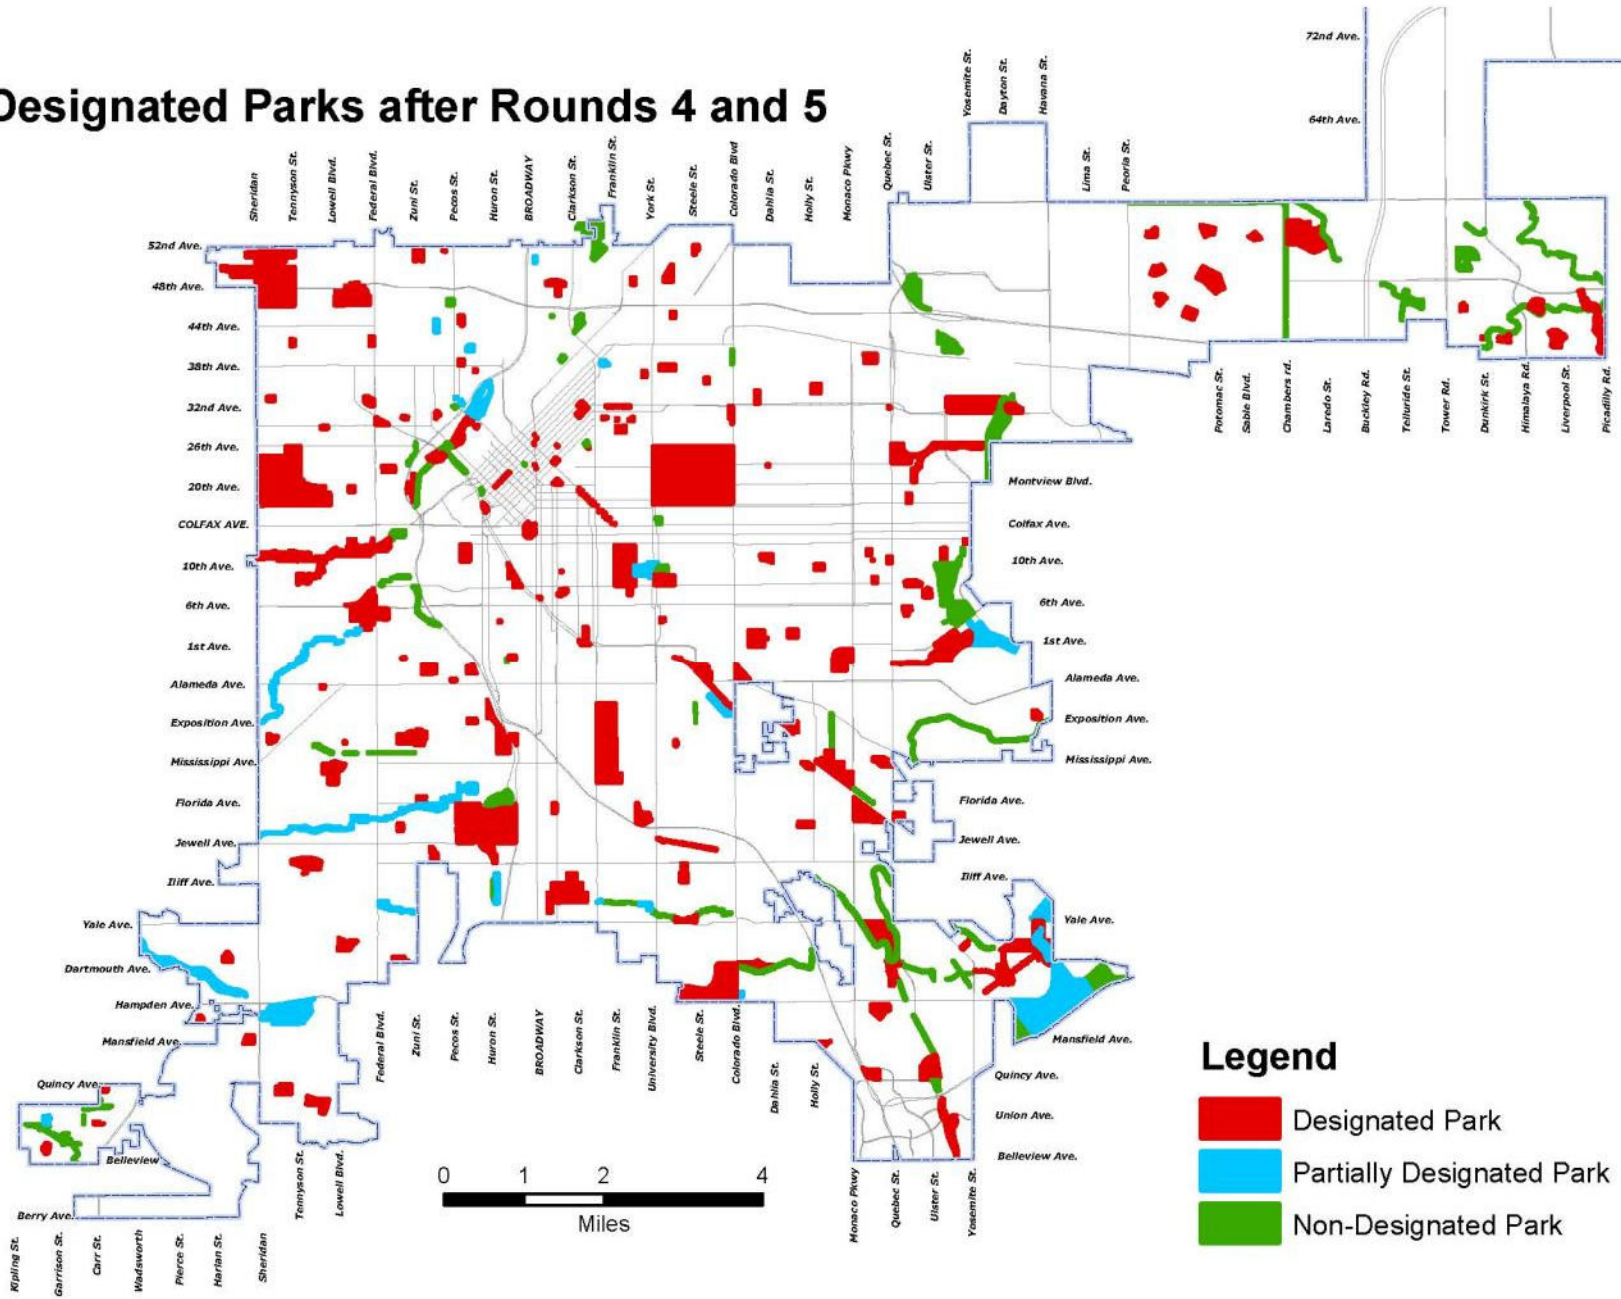 Designated Parks after Rounds 4 and 5
72nd Ave.
64th Ave.
Yosemite St.
Dayton St.
Havana St.
Sheridan
Tennyson St.
Lowell Blvd.
Federal Blvd.
Zuni St.
Pecos St.
Huron St.
BROADWAY
Clarkson St.
Franklin St.
York St.
Steele St.
Colorado Blvd
Dahlia St.
Holly St.
Monaco Pkwy
Quebec St.
Ulster St.
Lima St.
Peoria St.
52nd Ave.
48th Ave.
44th Ave.
38th Ave.
32nd Ave.
26th Ave.
20th Ave.
COLFAX AVE.
10th Ave.
6th Ave.
1st Ave.
Alameda Ave.
Exposition Ave.
Mississippi Ave.
Florida Ave.
Jewell Ave.
Iliff Ave.
Yale Ave.
Dartmouth Ave.
Hampden Ave.
Mansfield Ave.
Quincy Ave.
Belleview
Berry Ave.
Potomac St.
Sable Blvd.
Chambers rd.
Laredo St.
Buckley Rd.
Telluride St.
Tower Rd.
Dunkirk St.
Himalaya Rd.
Liverpool St.
Picadilly Rd.
Montview Blvd.
Colfax Ave.
10th Ave.
6th Ave.
1st Ave.
Alameda Ave.
Exposition Ave.
Mississippi Ave.
Florida Ave.
Jewell Ave.
Iliff Ave.
Yale Ave.
Mansfield Ave.
Quincy Ave.
Union Ave.
Belleview Ave.
Federal Blvd.
Zuni St.
Pecos St.
Huron St.
BROADWAY
Clarkson St.
Franklin St.
University Blvd.
Steele St.
Colorado Blvd.
Dahlia St.
Holly St.
Monaco Pkwy
Quebec St.
Ulster St.
Yosemite St.
Tennyson St.
Lowell Blvd.
Kipling St.
Garrison St.
Carr St.
Wadsworth
Pierce St.
Harlan St.
Sheridan
0 1 2 4
Miles
Legend
Designated Park
Partially Designated Park
Non-Designated Park